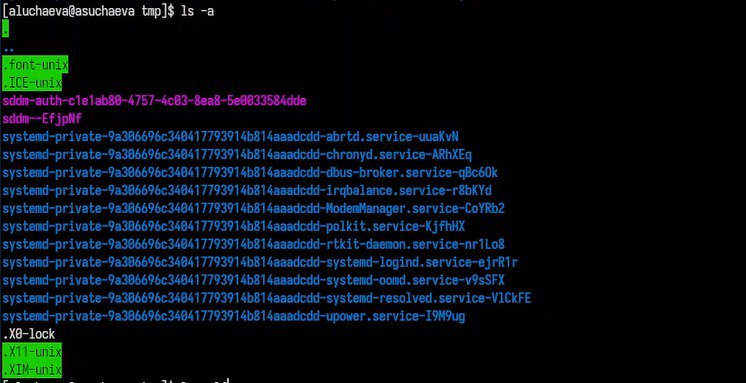 [aluchaeva@asuchaeva tmp]$ ls -a
.
..
.font-unix
.ICE-unix
sddm-auth-c1e1ab80-4757-4c03-8ea8-5e0033584dde
sddm--EfjpNf
systemd-private-9a306696c340417793914b814aaadcdd-abrtd.service-uuaKvN
systemd-private-9a306696c340417793914b814aaadcdd-chronyd.service-ARhXEq
systemd-private-9a306696c340417793914b814aaadcdd-dbus-broker.service-qBc6Ok
systemd-private-9a306696c340417793914b814aaadcdd-irqbalance.service-r8bKYd
systemd-private-9a306696c340417793914b814aaadcdd-ModemManager.service-CoYRb2
systemd-private-9a306696c340417793914b814aaadcdd-polkit.service-KjfhHX
systemd-private-9a306696c340417793914b814aaadcdd-rtkit-daemon.service-nr1Lo8
systemd-private-9a306696c340417793914b814aaadcdd-systemd-logind.service-ejrR1r
systemd-private-9a306696c340417793914b814aaadcdd-systemd-oomd.service-v9sSFX
systemd-private-9a306696c340417793914b814aaadcdd-systemd-resolved.service-VlCkFE
systemd-private-9a306696c340417793914b814aaadcdd-upower.service-I9M9ug
.X0-lock
.X11-unix
.XIM-unix